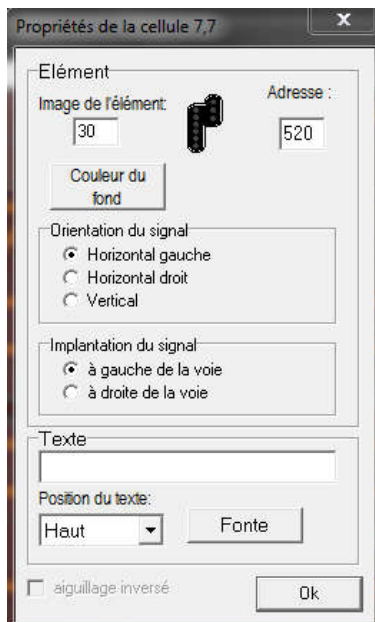 Propriétés de la cellule 7,7
x
Elément
Image de l'élément:
Adresse :
30
520
Couleur du
fond
Orientation du signal
Horizontal gauche
Horizontal droit
Vertical
Implantation du signal
à gauche de la voie
à droite de la voie
Texte
Position du texte:
Haut
Fonte
aiguillage inversé
Ok